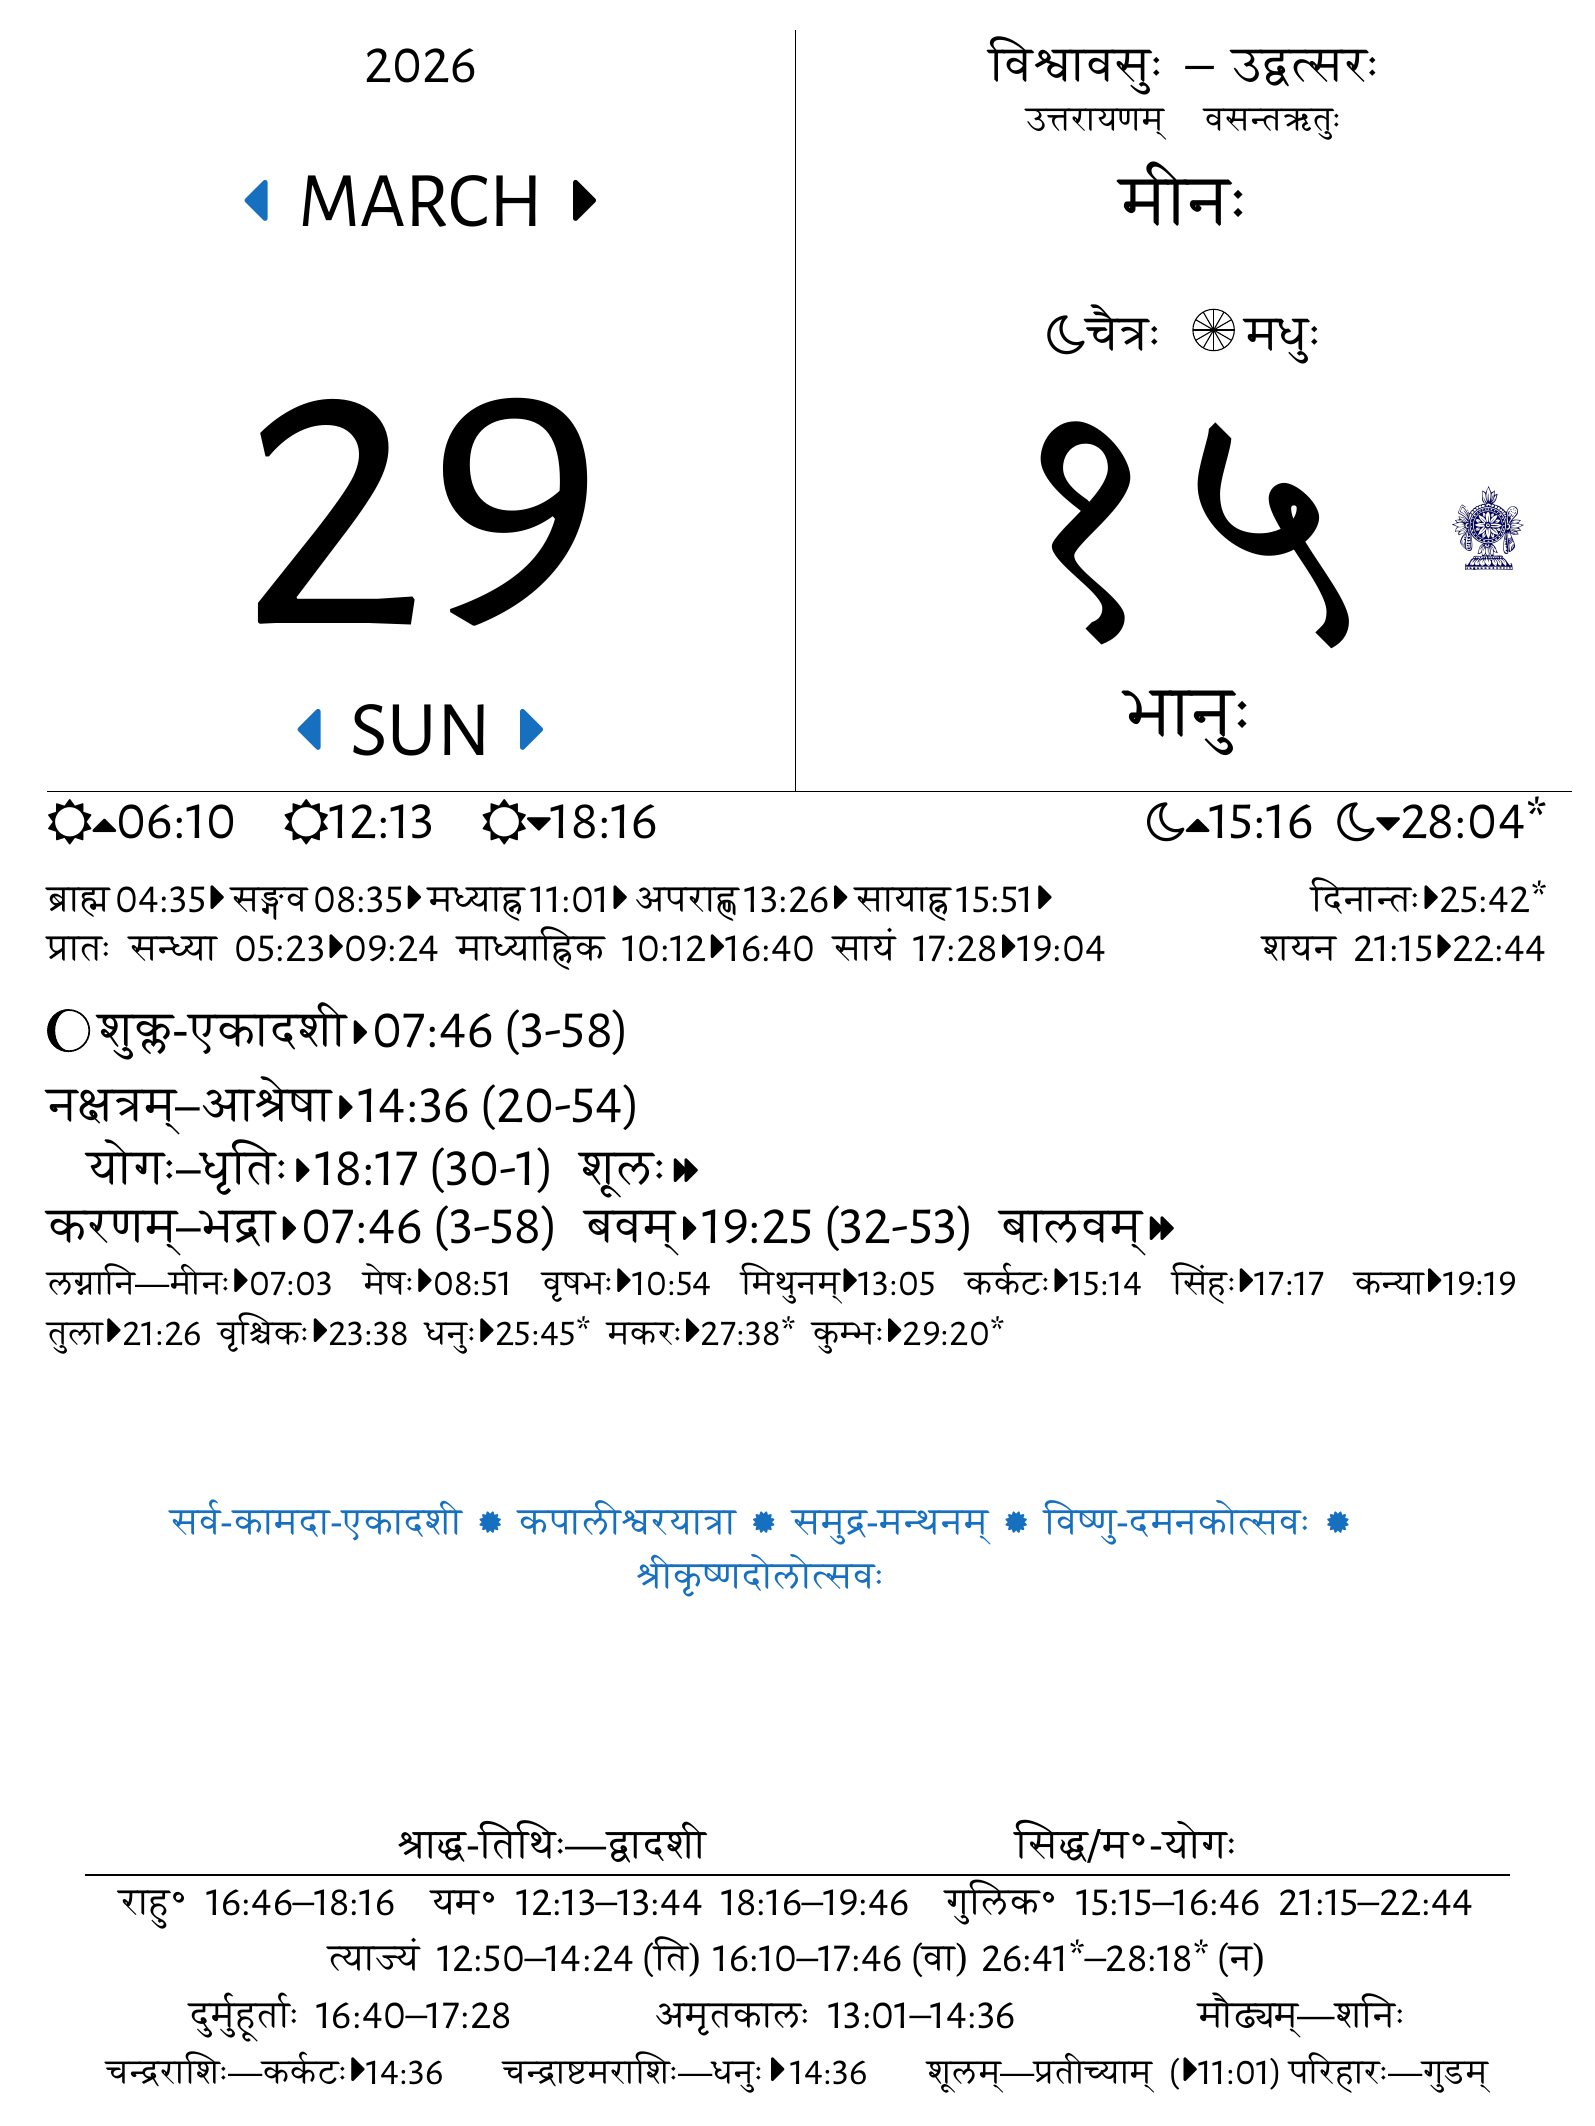 2026
MARCH
29
SUN
विश्वावसुः – उद्वत्सरः
उत्तरायणम् वसन्तऋतुः
मीनः
चैत्रः मधुः
१५
भानुः
06:10 12:13 18:16 15:16 28:04*
ब्राह्म 04:35 सङ्गव 08:35 मध्याह्न 11:01 अपराह्ण 13:26 सायाह्न 15:51 दिनान्तः 25:42*
प्रातः सन्ध्या 05:23 09:24 माध्याह्निक 10:12 16:40 सायं 17:28 19:04 शयन 21:15 22:44
शुक्ल-एकादशी 07:46 (3-58)
नक्षत्रम्–आश्रेषा 14:36 (20-54)
योगः–धृतिः 18:17 (30-1) शूलः
करणम्–भद्रा 07:46 (3-58) बवम् 19:25 (32-53) बालवम्
लग्नानि—मीनः 07:03 मेषः 08:51 वृषभः 10:54 मिथुनम् 13:05 कर्कटः 15:14 सिंहः 17:17 कन्या 19:19
तुला 21:26 वृश्चिकः 23:38 धनुः 25:45* मकरः 27:38* कुम्भः 29:20*
सर्व-कामदा-एकादशी ✹ कपालीश्वरयात्रा ✹ समुद्र-मन्थनम् ✹ विष्णु-दमनकोत्सवः ✹
श्रीकृष्णदोलोत्सवः
श्राद्ध-तिथिः—द्वादशी सिद्ध/म॰-योगः
राहु॰ 16:46–18:16 यम॰ 12:13–13:44 18:16–19:46 गुलिक॰ 15:15–16:46 21:15–22:44
त्याज्यं 12:50–14:24 (ति) 16:10–17:46 (वा) 26:41*–28:18* (न)
दुर्मुहूर्ताः 16:40–17:28 अमृतकालः 13:01–14:36 मौढ्यम्—शनिः
चन्द्रराशिः—कर्कटः 14:36 चन्द्राष्टमराशिः—धनुः 14:36 शूलम्—प्रतीच्याम् (11:01) परिहारः—गुडम्